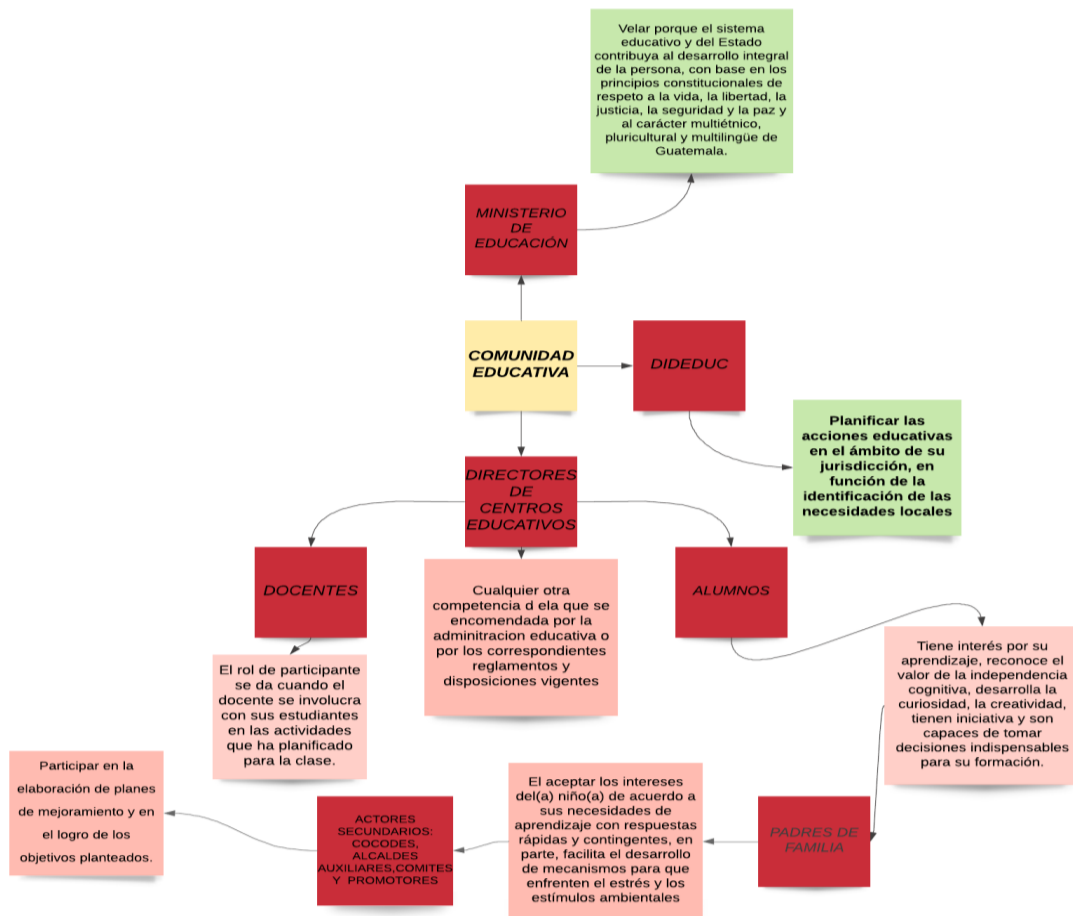 Velar porque el sistema
educativo y del Estado
contribuya al desarrollo integral
de la persona, con base en los
principios constitucionales de
respeto a la vida, la libertad, la
justicia, la seguridad y la paz y
al carácter multiétnico,
pluricultural y multilingüe de
Guatemala.
MINISTERIO
DE
EDUCACIÓN
COMUNIDAD
EDUCATIVA
DIDEDUC
Planificar las
acciones educativas
en el ámbito de su
jurisdicción, en
función de la
identificación de las
necesidades locales
DIRECTORES
DE
CENTROS
EDUCATIVOS
DOCENTES
Cualquier otra
competencia d ela que se
encomendada por la
adminitracion educativa o
por los correspondientes
reglamentos y
disposiciones vigentes
ALUMNOS
El rol de participante
se da cuando el
docente se involucra
con sus estudiantes
en las actividades
que ha planificado
para la clase.
Tiene interés por su
aprendizaje, reconoce el
valor de la independencia
cognitiva, desarrolla la
curiosidad, la creatividad,
tienen iniciativa y son
capaces de tomar
decisiones indispensables
para su formación.
PADRES DE
FAMILIA
El aceptar los intereses
del(a) niño(a) de acuerdo a
sus necesidades de
aprendizaje con respuestas
rápidas y contingentes, en
parte, facilita el desarrollo
de mecanismos para que
enfrenten el estrés y los
estímulos ambientales
ACTORES
SECUNDARIOS:
COCODES,
ALCALDES
AUXILIARES,COMITES
Y PROMOTORES
Participar en la
elaboración de planes
de mejoramiento y en
el logro de los
objetivos planteados.